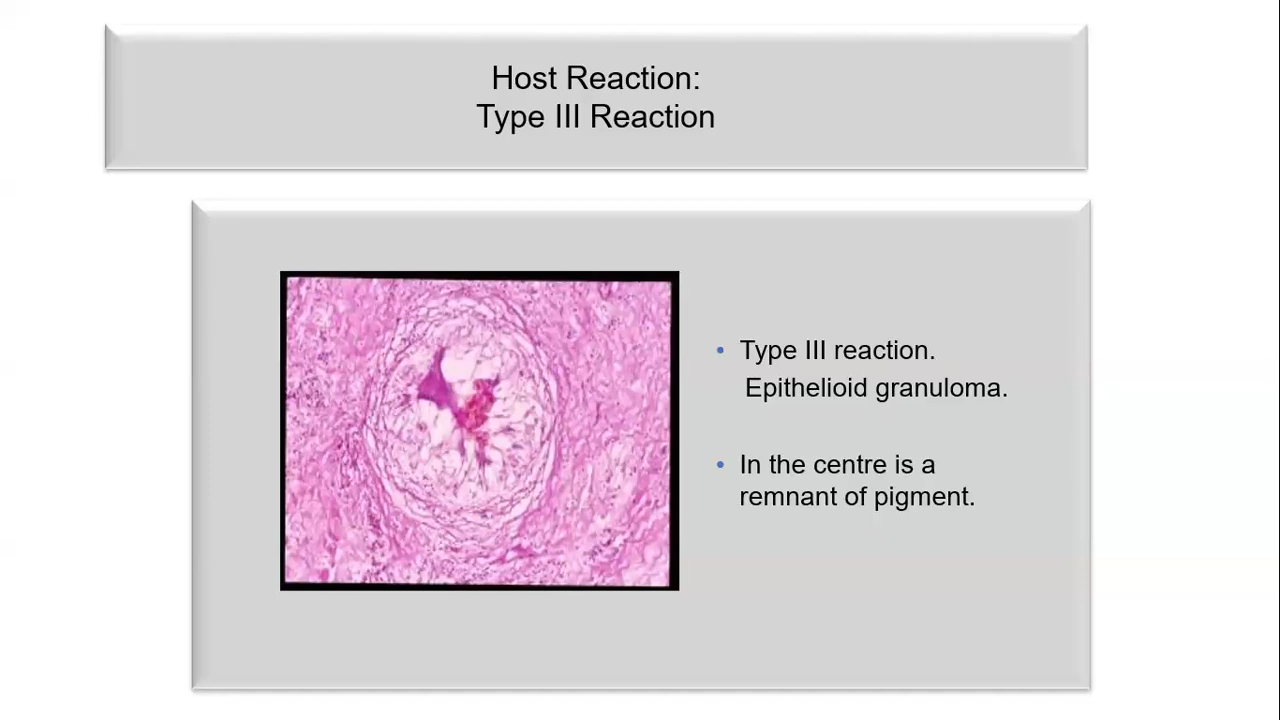 Host Reaction:
Type III Reaction
• Type III reaction.
Epithelioid granuloma.
• In the centre is a
remnant of pigment.